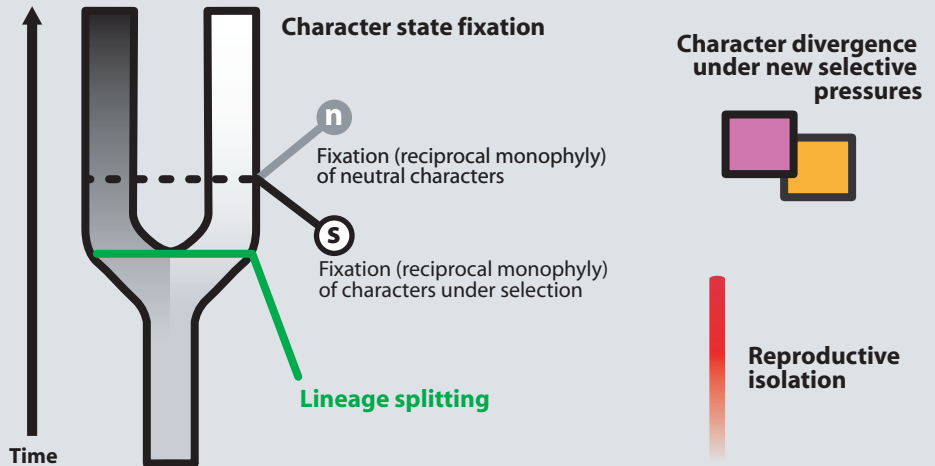 Character state fixation
n
Fixation (reciprocal monophyly)
of neutral characters
s
Fixation (reciprocal monophyly)
of characters under selection
Lineage splitting
Time
Character divergence
under new selective
pressures
Reproductive
isolation